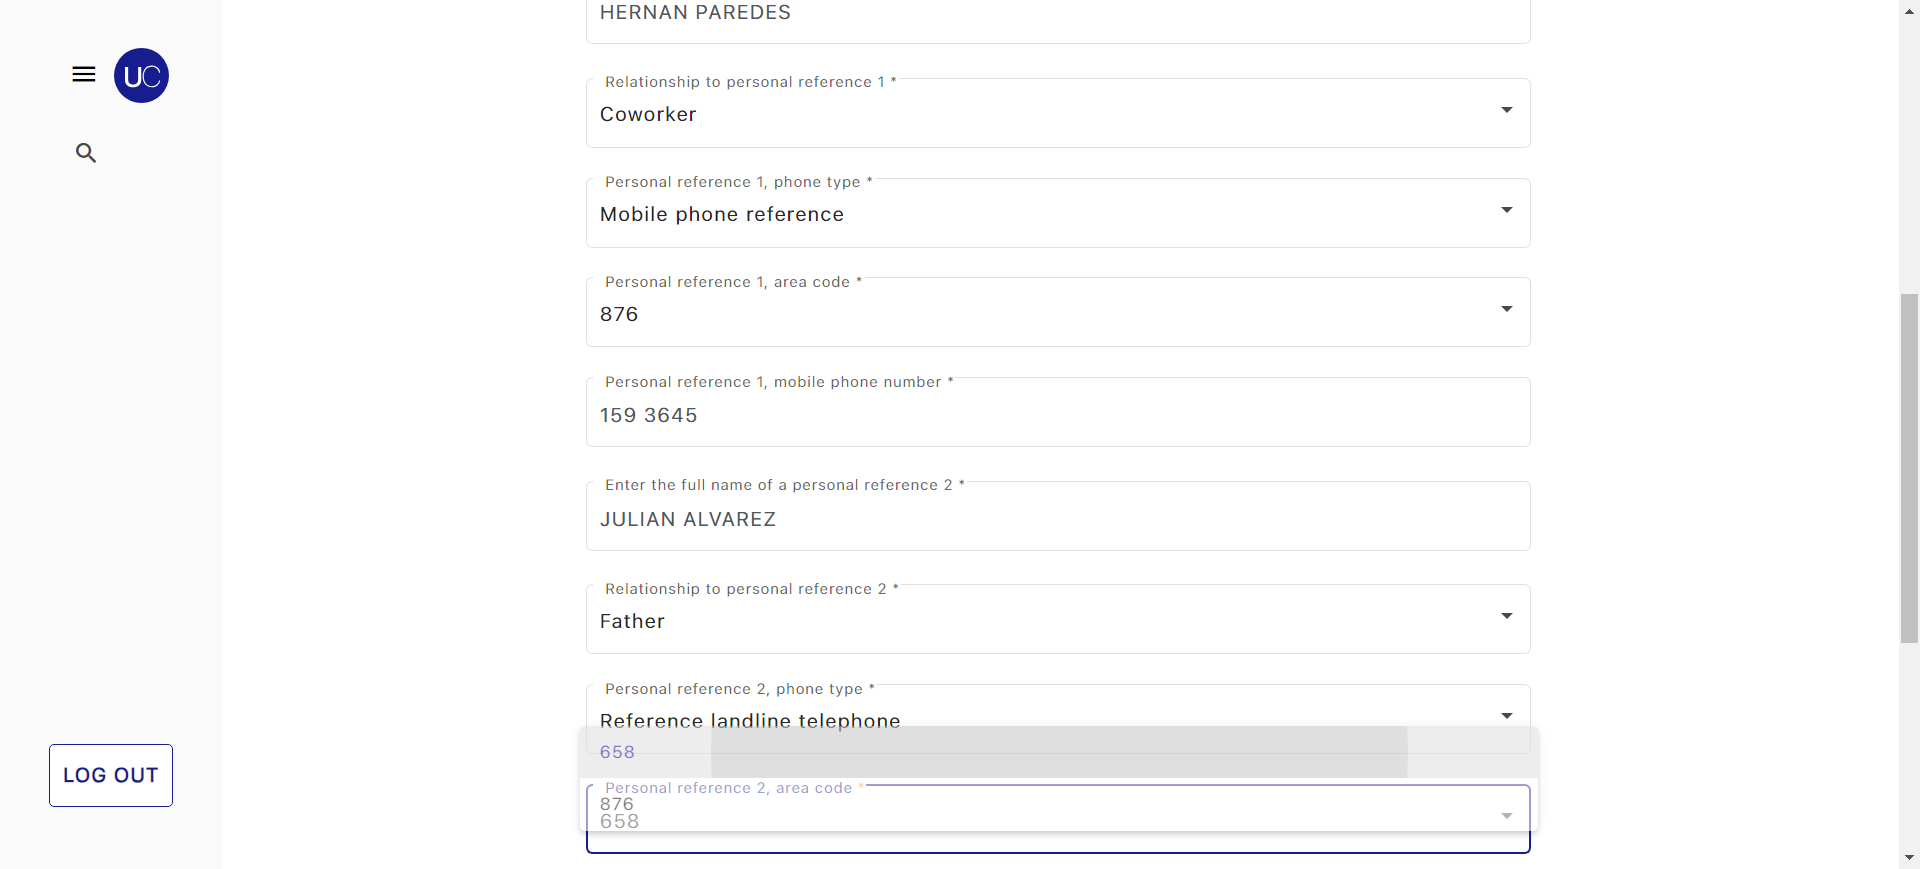 UC
LOG OUT
HERNAN PAREDES
Relationship to personal reference 1 *
Coworker
Personal reference 1, phone type *
Mobile phone reference
Personal reference 1, area code *
876
Personal reference 1, mobile phone number *
159 3645
Enter the full name of a personal reference 2 *
JULIAN ALVAREZ
Relationship to personal reference 2 *
Father
Personal reference 2, phone type *
Reference landline telephone
658
Personal reference 2, area code *
876
658